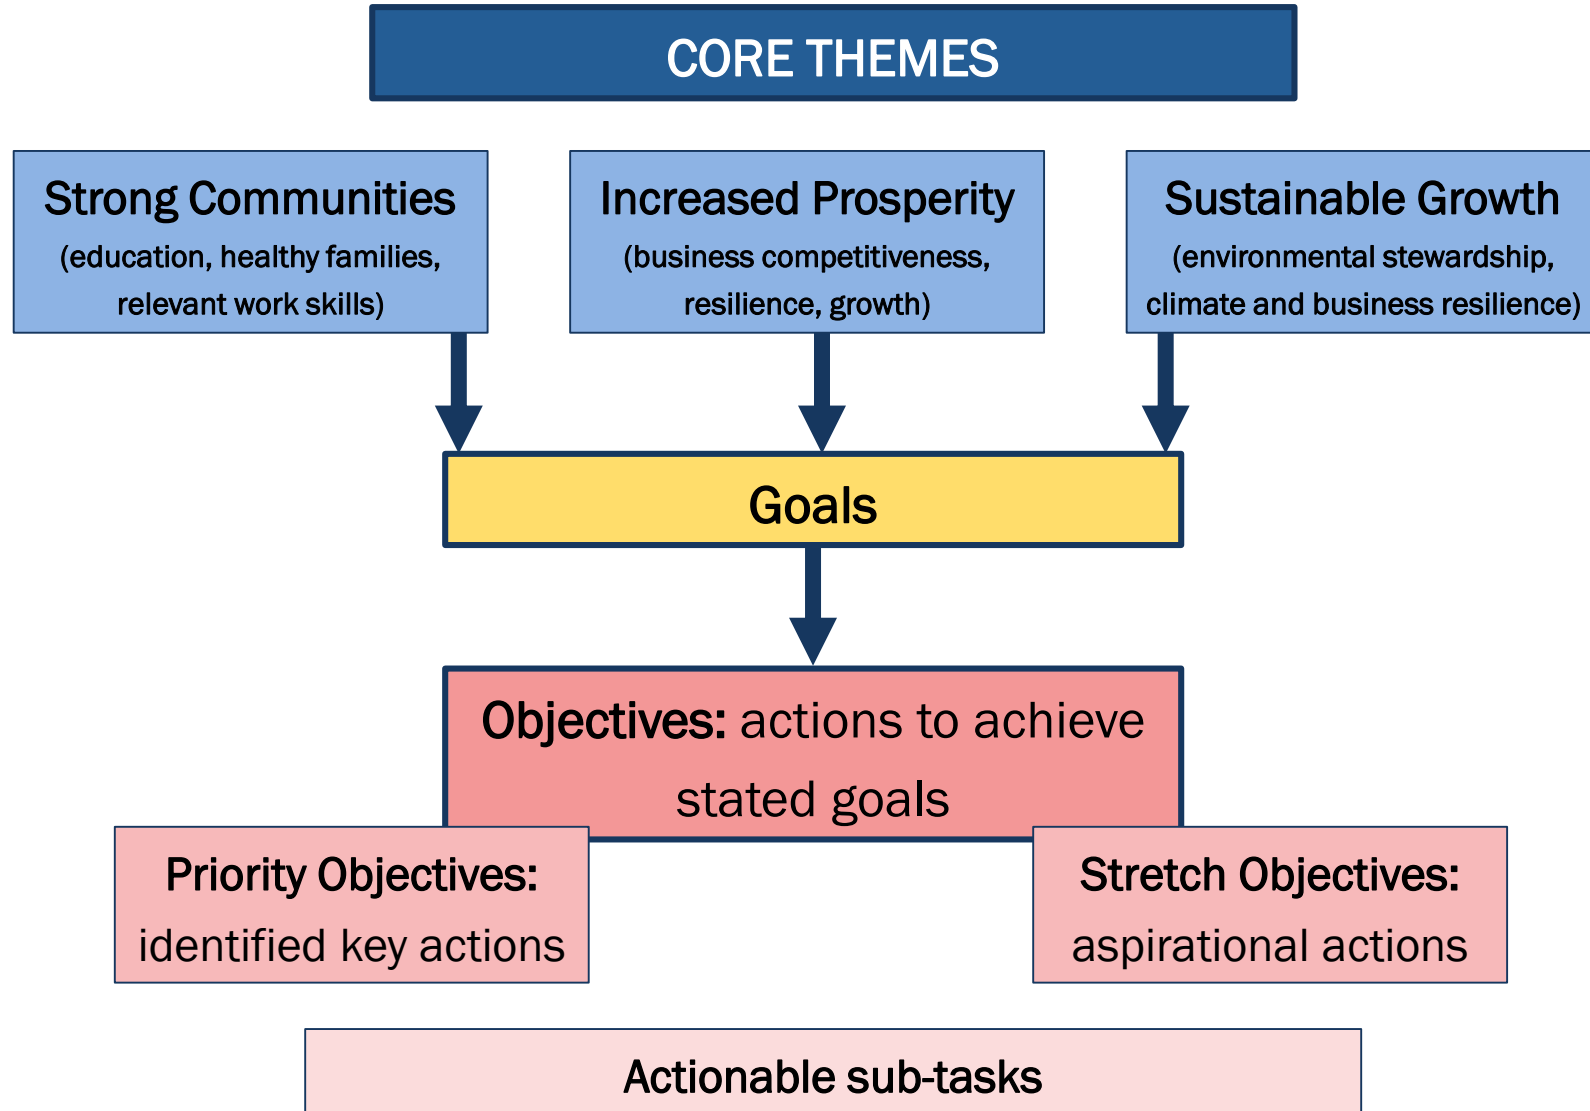 CORE THEMES
Strong Communities
(education, healthy families,
relevant work skills)
Increased Prosperity
(business competitiveness,
resilience, growth)
Sustainable Growth
(environmental stewardship,
climate and business resilience)
Goals
Objectives: actions to achieve
stated goals
Priority Objectives:
identified key actions
Stretch Objectives:
aspirational actions
Actionable sub-tasks